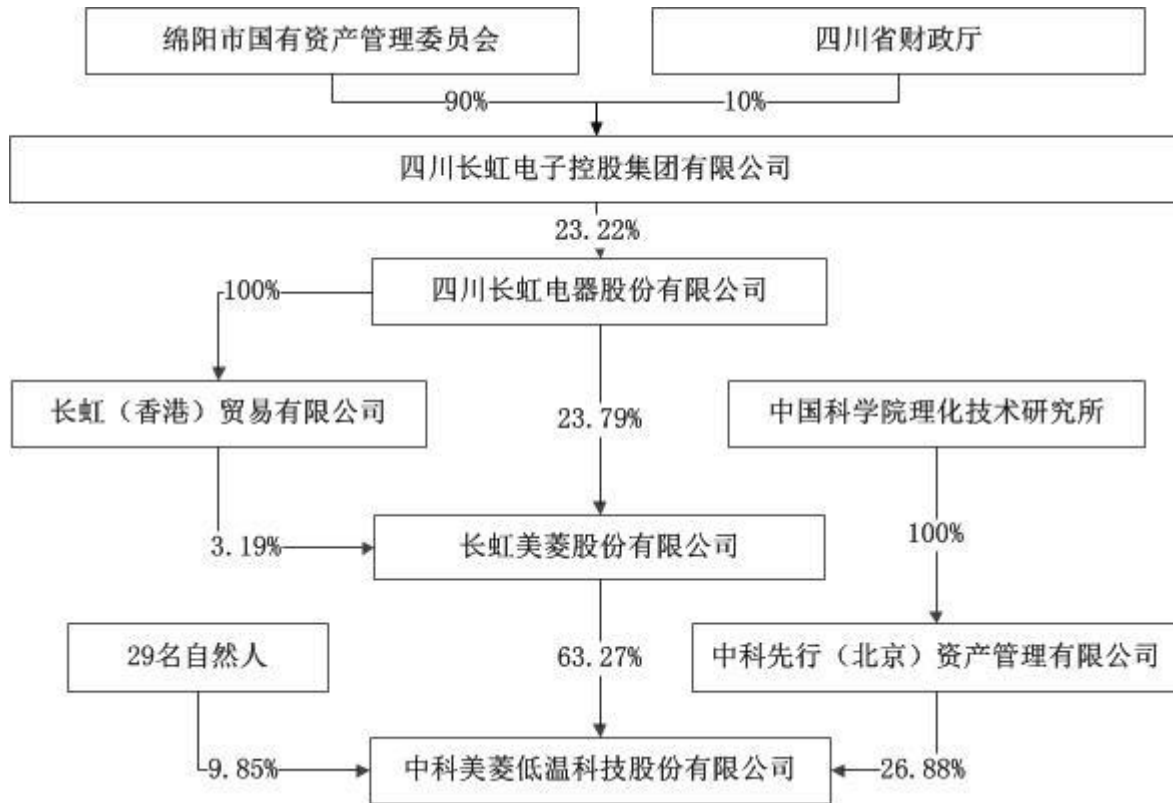 绵阳市国有资产管理委员会
四川省财政厅
90%
10%
四川长虹电子控股集团有限公司
23.22%
100%
四川长虹电器股份有限公司
长虹（香港）贸易有限公司
23.79%
中国科学院理化技术研究所
3.19%
长虹美菱股份有限公司
100%
29名自然人
63.27%
中科先行（北京）资产管理有限公司
9.85%
中科美菱低温科技股份有限公司
26.88%